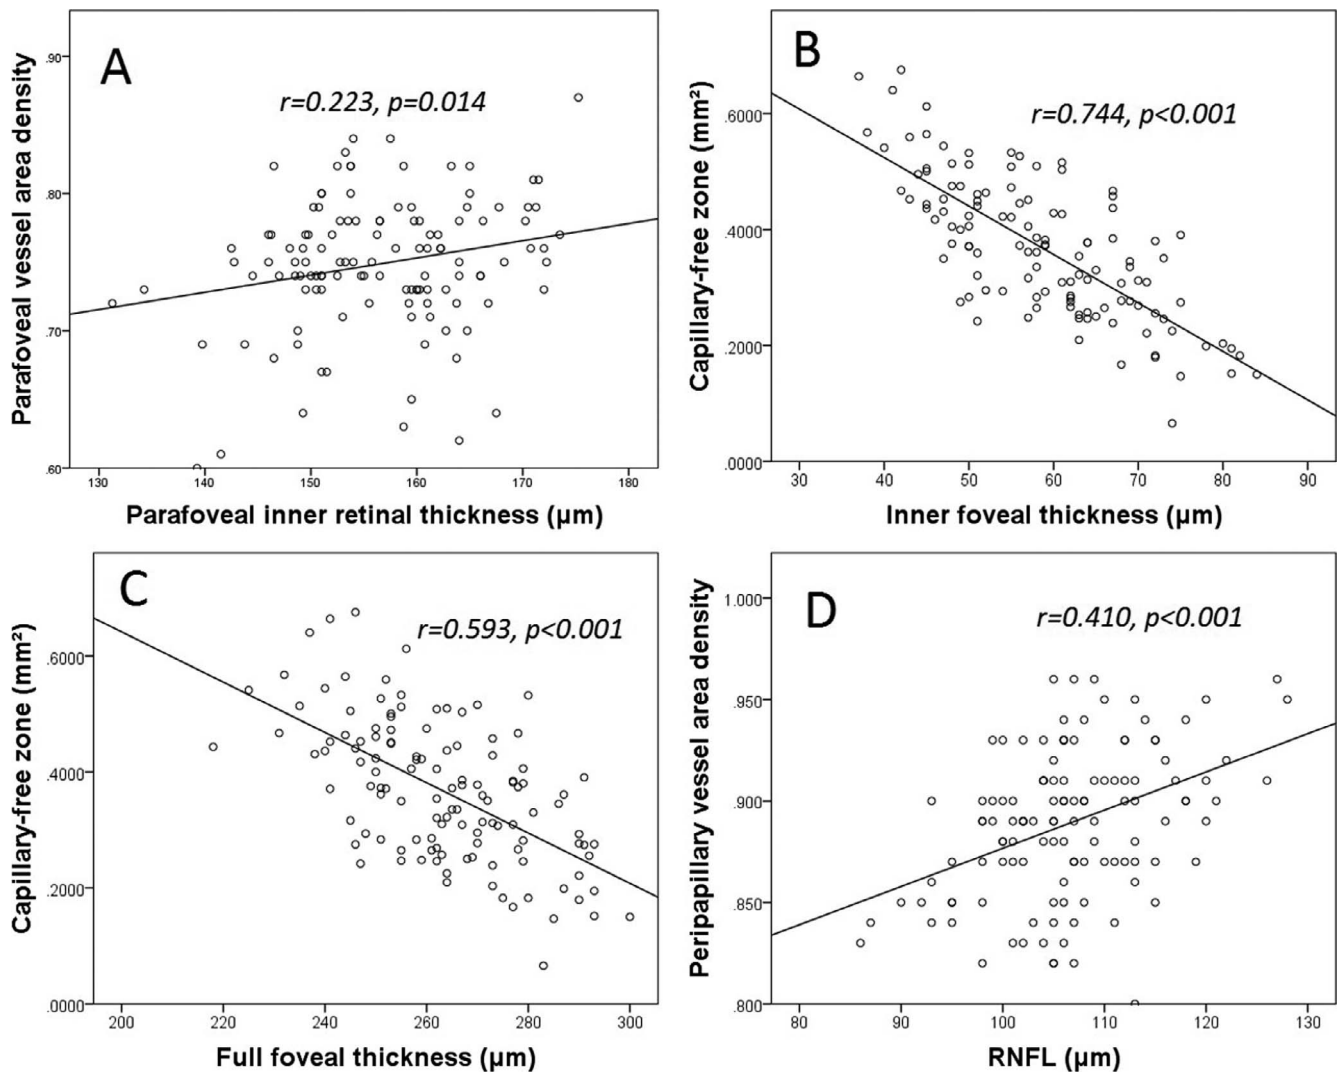 A
r=0.223, p=0.014
Parafoveal vessel area density
.90
.80
.70
.60
130 140 150 160 170 180
Parafoveal inner retinal thickness (µm)
B
r=0.744, p<0.001
Capillary-free zone (mm²)
.6000
.4000
.2000
.0000
30 40 50 60 70 80 90
Inner foveal thickness (µm)
C
r=0.593, p<0.001
Capillary-free zone (mm²)
.6000
.4000
.2000
.0000
200 220 240 260 280 300
Full foveal thickness (µm)
D
r=0.410, p<0.001
Peripapillary vessel area density
1.000
.950
.900
.850
.800
80 90 100 110 120 130
RNFL (µm)